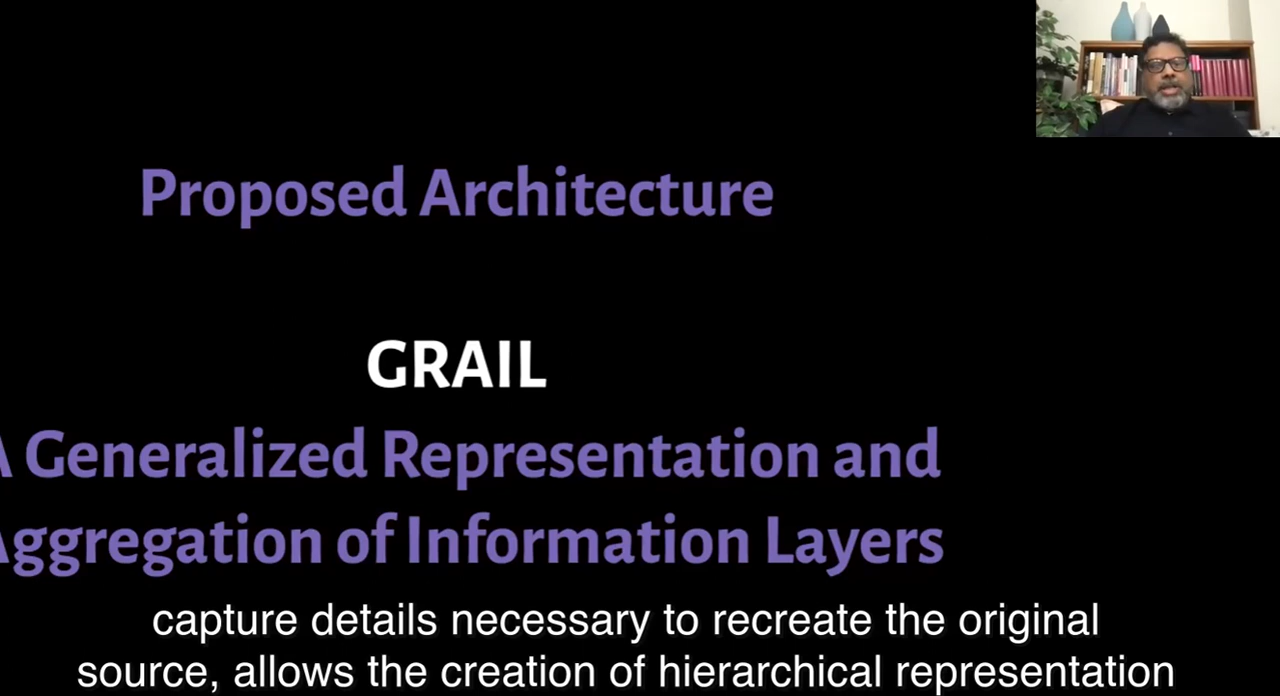 Proposed Architecture
GRAIL
A Generalized Representation and
Aggregation of Information Layers
capture details necessary to recreate the original
source, allows the creation of hierarchical representation